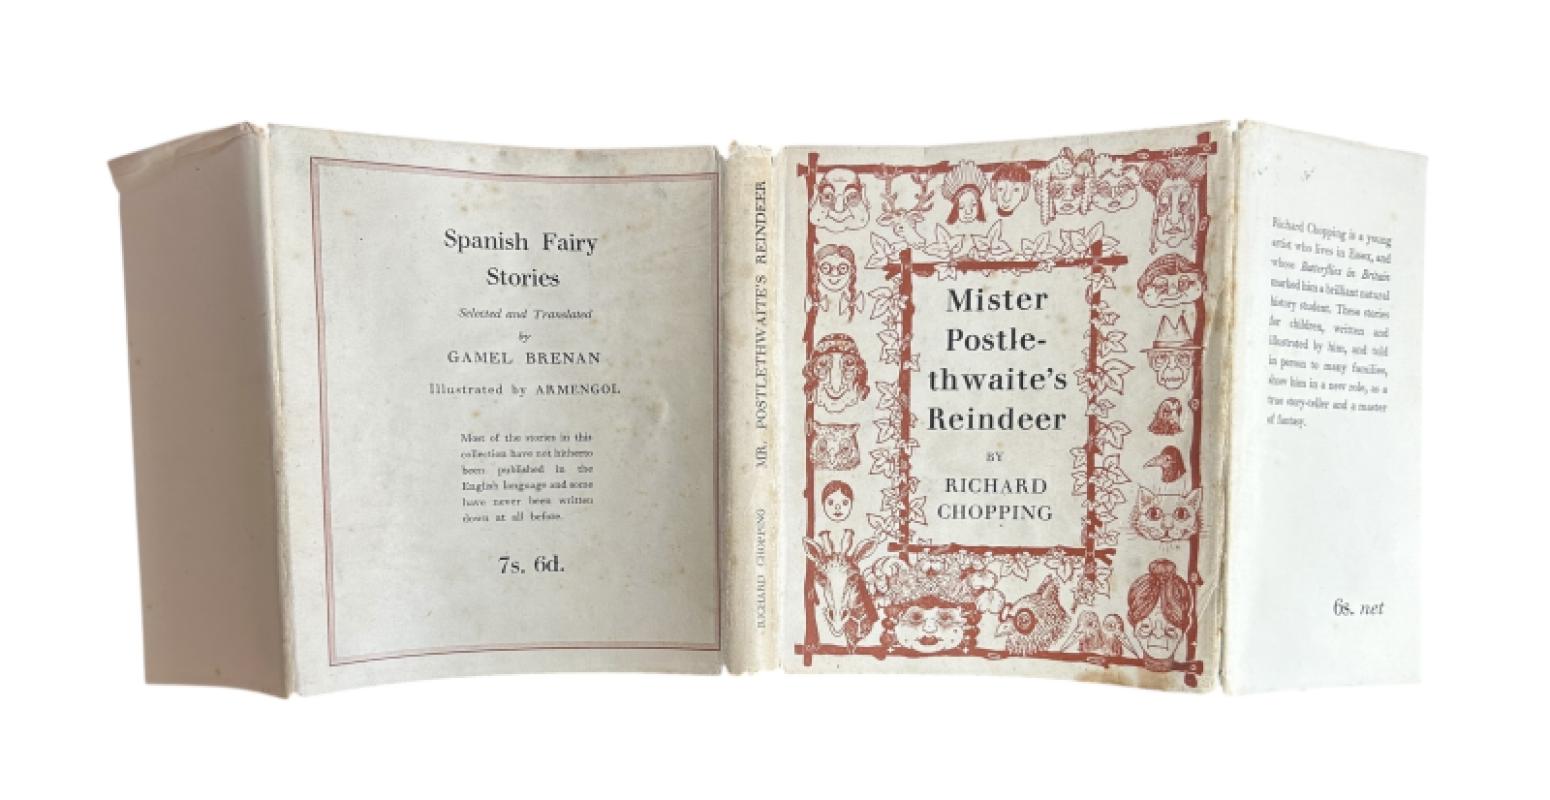 Spanish Fairy
Stories
Selected and Translated
by
GAMEL BRENAN
Illustrated by ARMENGOL
Most of the stories in this
collection have not hitherto
been published in the
English language and some
have never been written
down at all before.
7s. 6d.
RICHARD CHOPPING MR. POSTLETHWAITE'S REINDEER
Mister
Postle-
thwaite's
Reindeer
BY
RICHARD
CHOPPING
Richard Chopping is a young
artist who lives in Essex, and
whose Butterflies in Britain
marked him a brilliant natural
history student. These stories
for children, written and
illustrated by him, and told
in person to many families,
show him in a new role, as a
true story-teller and a master
of fantasy.
6s. net